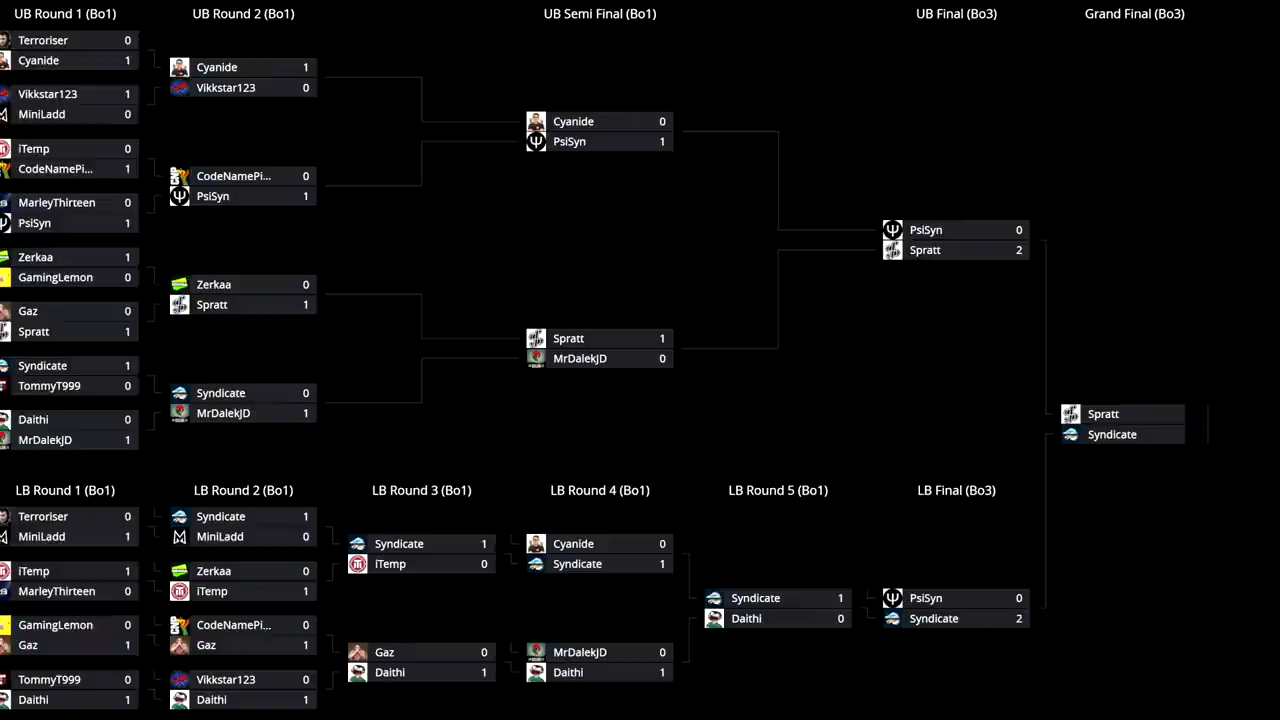 UB Round 1 (Bo1)
Terroriser 0
Cyanide 1
Vikkstar123 1
MiniLadd 0
iTemp 0
CodeNamePi... 1
MarleyThirteen 0
PsiSyn 1
Zerkaa 1
GamingLemon 0
Gaz 0
Spratt 1
Syndicate 1
TommyT999 0
Daithi 0
MrDalekJD 1
UB Round 2 (Bo1)
Cyanide 1
Vikkstar123 0
CodeNamePi... 0
PsiSyn 1
Zerkaa 0
Spratt 1
Syndicate 0
MrDalekJD 1
UB Semi Final (Bo1)
Cyanide 0
PsiSyn 1
Spratt 1
MrDalekJD 0
UB Final (Bo3)
PsiSyn 0
Spratt 2
Grand Final (Bo3)
Spratt
Syndicate
LB Round 1 (Bo1)
Terroriser 0
MiniLadd 1
iTemp 1
MarleyThirteen 0
GamingLemon 0
Gaz 1
TommyT999 0
Daithi 1
LB Round 2 (Bo1)
Syndicate 1
MiniLadd 0
Zerkaa 0
iTemp 1
CNP
CodeNamePi... 0
Gaz 1
Vikkstar123 0
Daithi 1
LB Round 3 (Bo1)
Syndicate 1
iTemp 0
Gaz 0
Daithi 1
LB Round 4 (Bo1)
Cyanide 0
Syndicate 1
MrDalekJD 0
Daithi 1
LB Round 5 (Bo1)
Syndicate 1
Daithi 0
LB Final (Bo3)
PsiSyn 0
Syndicate 2